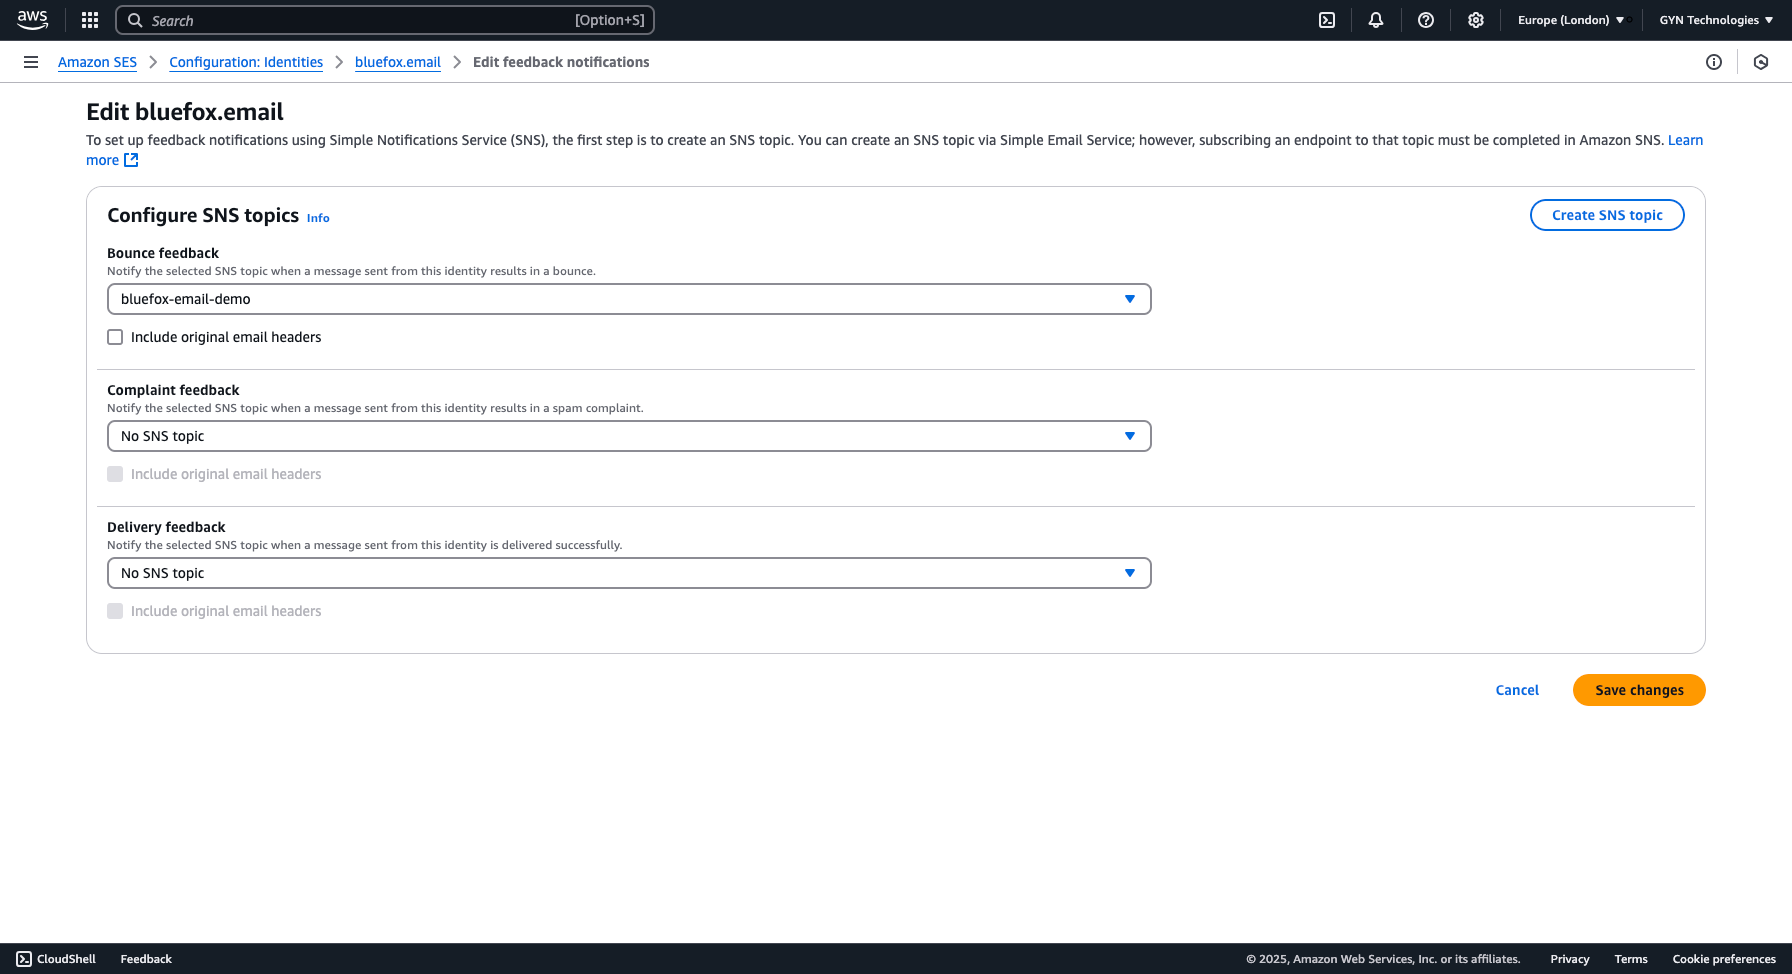 aws
Search [Option+S]
Europe (London)
GYN Technologies
Amazon SES
Configuration: Identities
bluefox.email
Edit feedback notifications
Edit bluefox.email
To set up feedback notifications using Simple Notifications Service (SNS), the first step is to create an SNS topic. You can create an SNS topic via Simple Email Service; however, subscribing an endpoint to that topic must be completed in Amazon SNS. Learn
more
Configure SNS topics Info
Create SNS topic
Bounce feedback
Notify the selected SNS topic when a message sent from this identity results in a bounce.
bluefox-email-demo
Include original email headers
Complaint feedback
Notify the selected SNS topic when a message sent from this identity results in a spam complaint.
No SNS topic
Include original email headers
Delivery feedback
Notify the selected SNS topic when a message sent from this identity is delivered successfully.
No SNS topic
Include original email headers
Cancel
Save changes
CloudShell
Feedback
© 2025, Amazon Web Services, Inc. or its affiliates.
Privacy
Terms
Cookie preferences